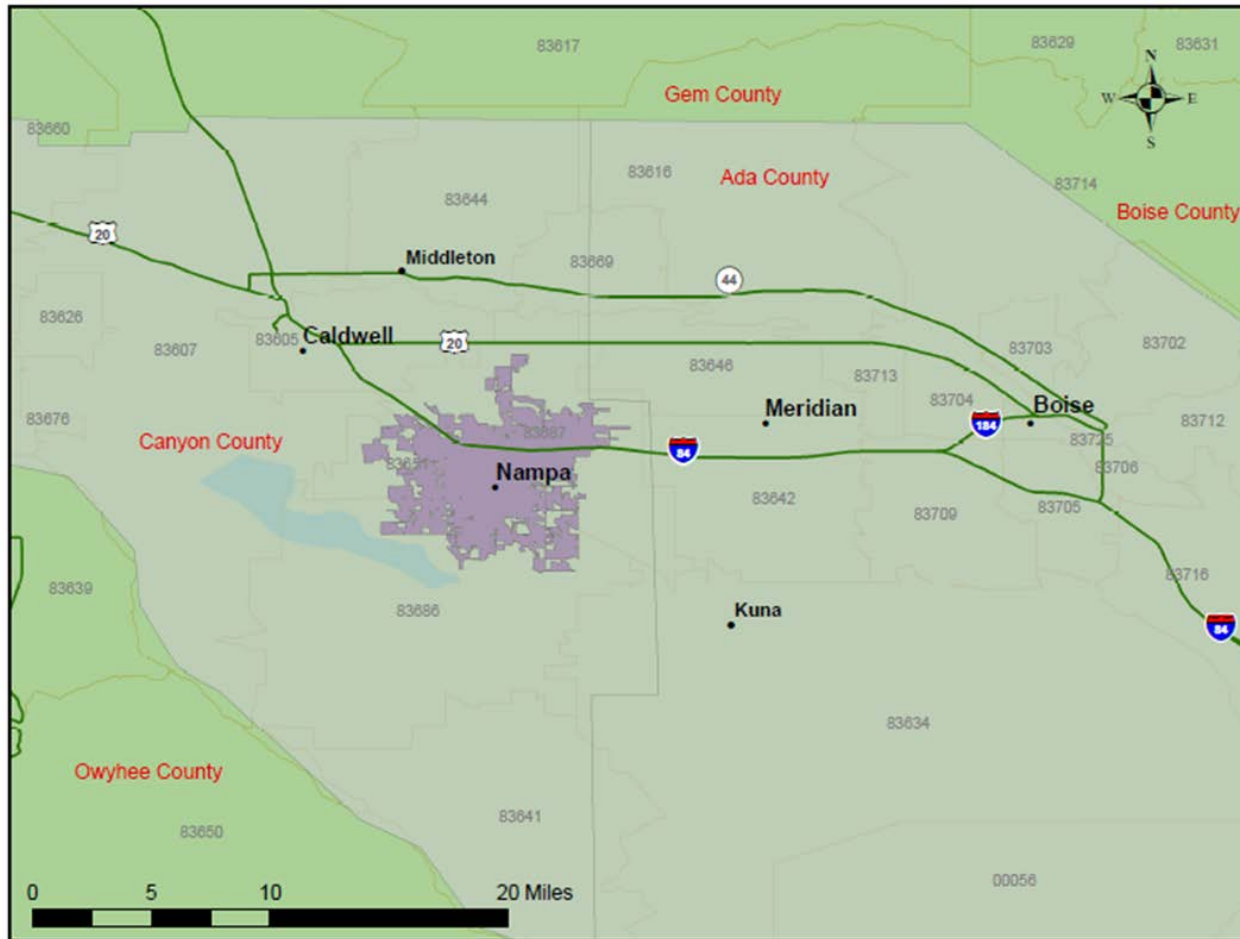 83617
83629
83631
N
Gem County
W
E
S
83660
83616
Ada County
83714
83644
Boise County
20
Middleton
83669
44
83626
83607
83605
Caldwell
20
83646
83703
83702
83713
83676
83704
Meridian
184
Boise
83712
Canyon County
83687
84
83725
83651
83706
Nampa
83642
83709
83705
83639
83716
83686
Kuna
84
83634
Owyhee County
83641
83650
00056
0 5 10 20 Miles